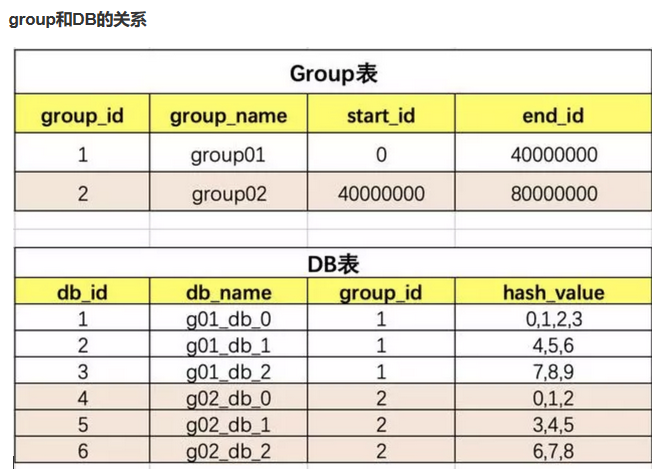 group和DB的关系
Group表
group_id group_name start_id end_id
1 group01 0 40000000
2 group02 40000000 80000000
DB表
db_id db_name group_id hash_value
1 g01_db_0 1 0,1,2,3
2 g01_db_1 1 4,5,6
3 g01_db_2 1 7,8,9
4 g02_db_0 2 0,1,2
5 g02_db_1 2 3,4,5
6 g02_db_2 2 6,7,8